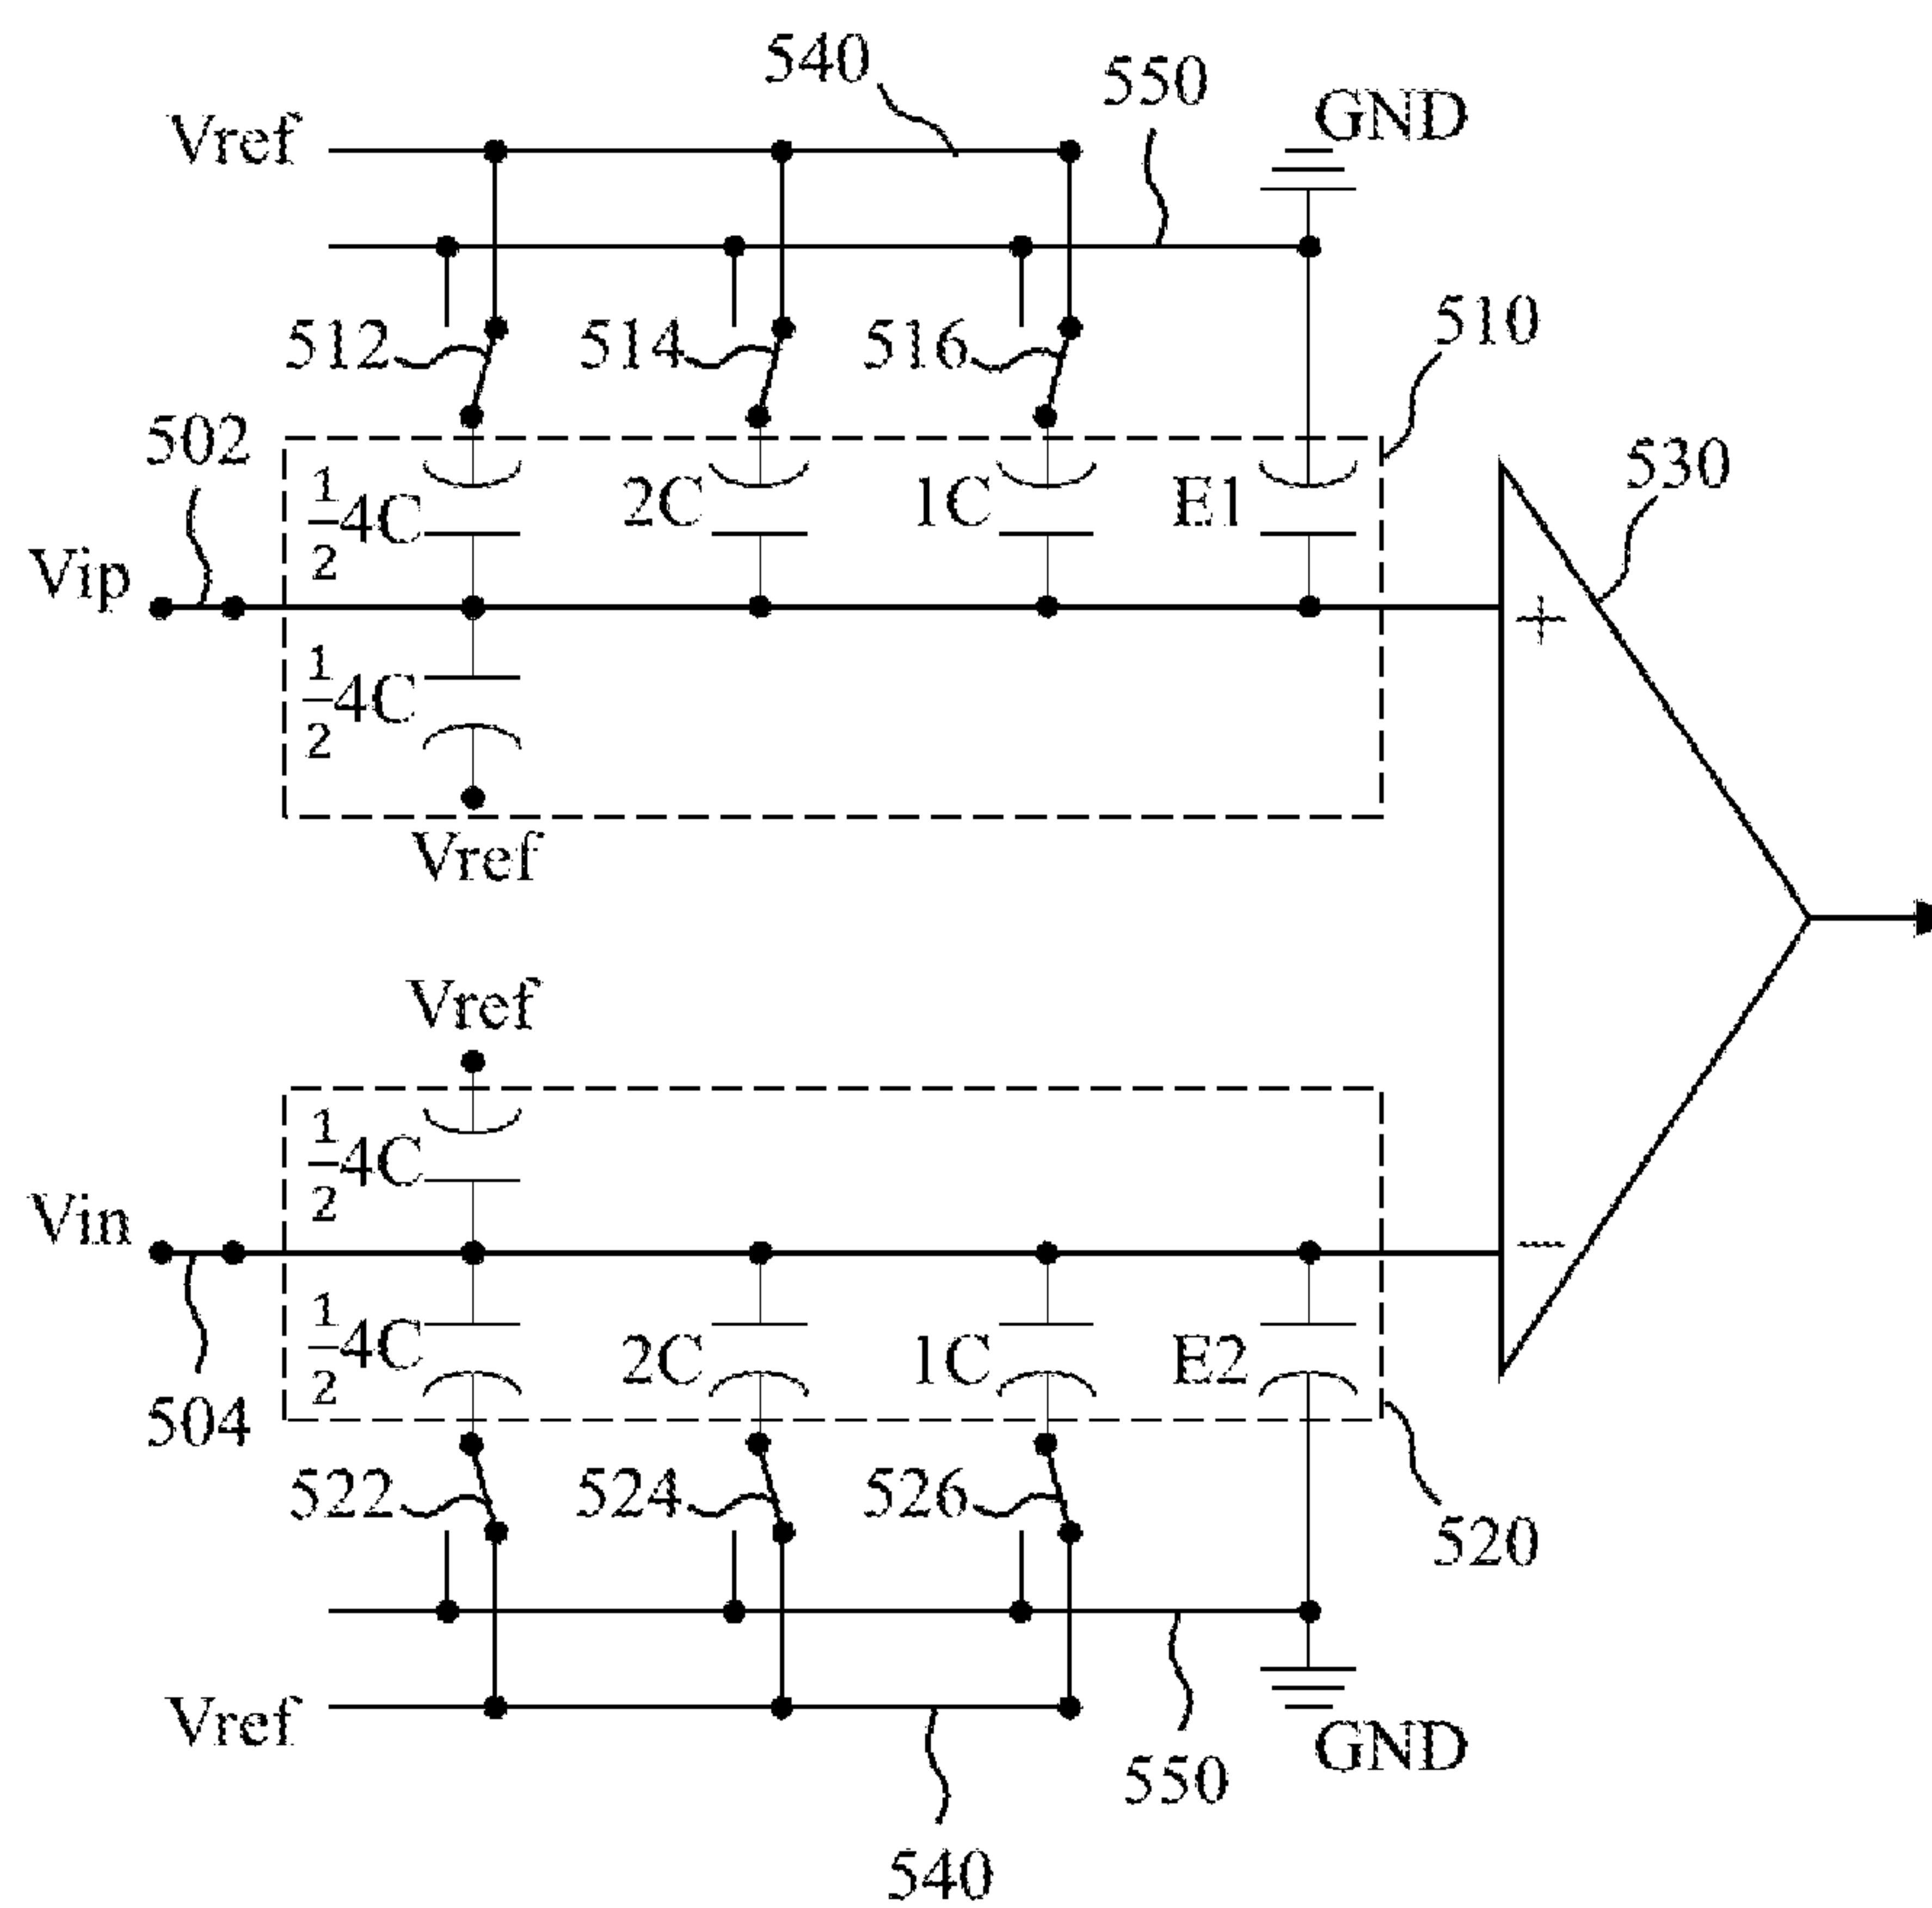 540
550
GND
Vref
512
514
516
510
502
530
1/2 4C
2C
1C
E1
Vip
+
1/2 4C
Vref
Vref
1/2 4C
Vin
−
1/2 4C
2C
1C
E2
504
522
524
526
520
Vref
GND
550
540